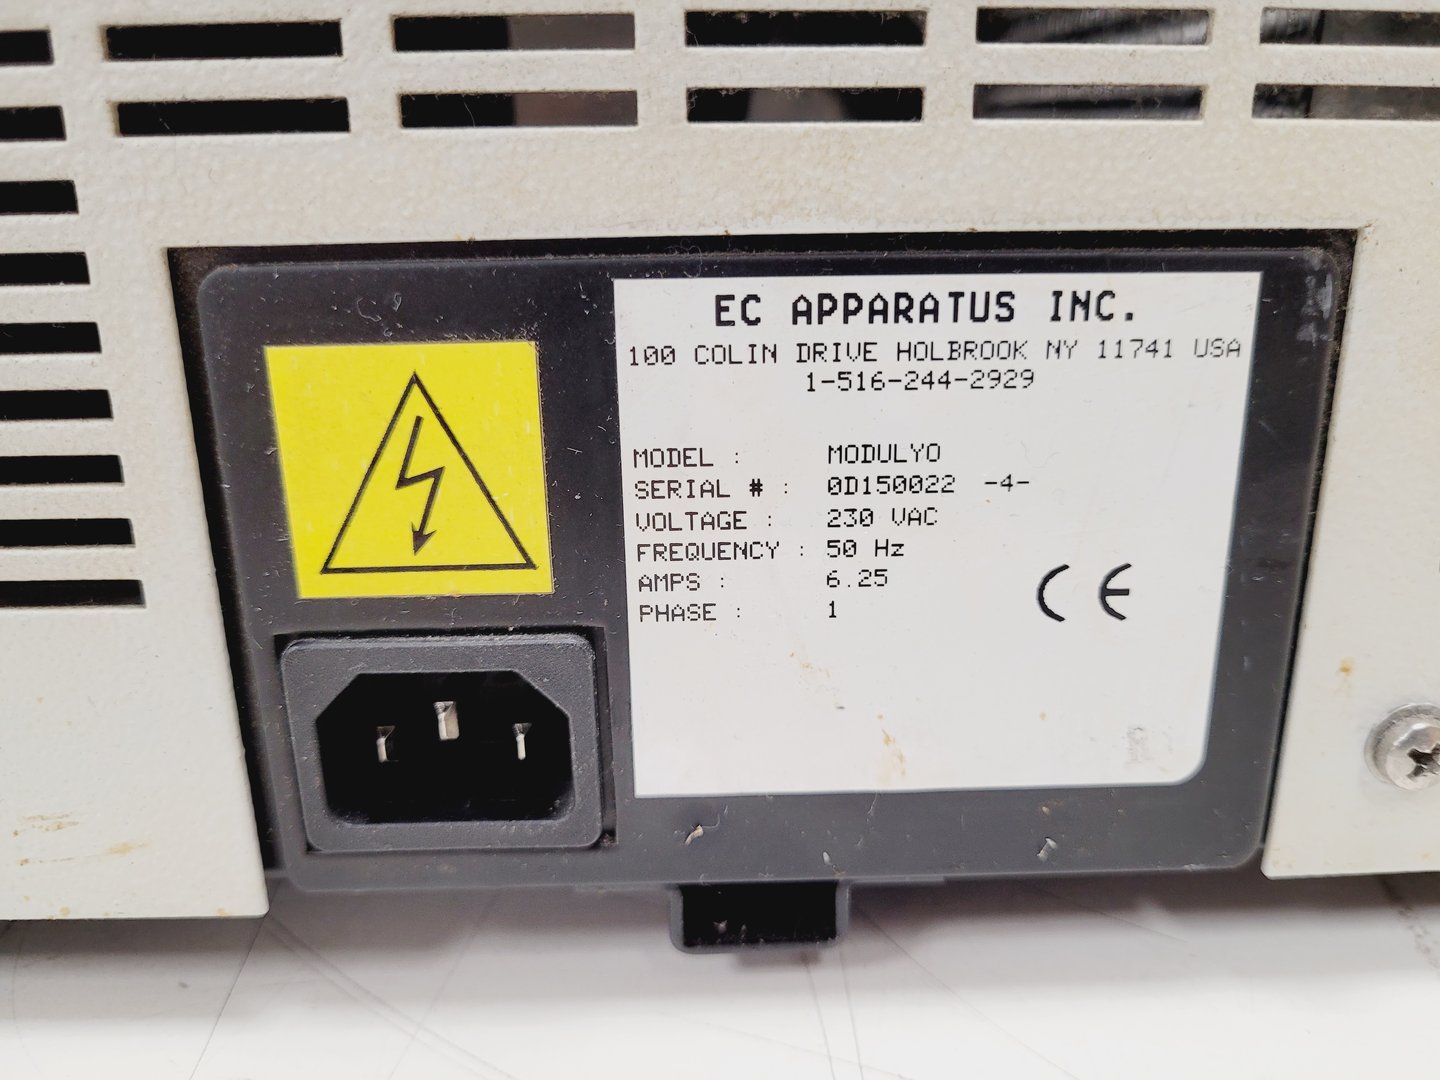 EC APPARATUS INC.
100 COLIN DRIVE HOLBROOK NY 11741 USA
1-516-244-2929
MODEL : MODULYO
SERIAL # : 0D150022 -4-
VOLTAGE : 230 VAC
FREQUENCY : 50 Hz
AMPS : 6.25
PHASE : 1
CE